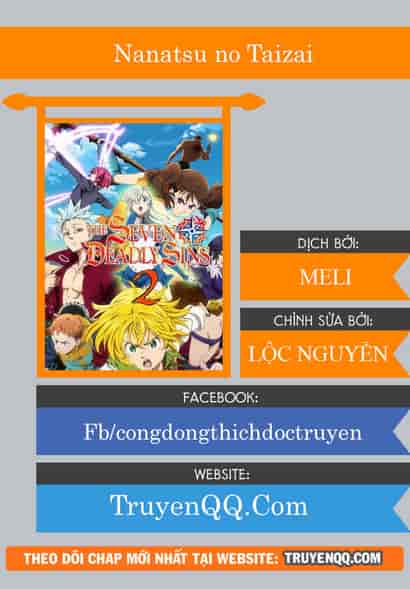 Nanatsu no Taizai
THE SEVEN
DEADLY SINS
2
DỊCH BỞI:
MELI
CHỈNH SỬA BỞI:
LỘC NGUYỄN
FACEBOOK:
Fb/congdongthichdoctruyen
WEBSITE:
TruyenQQ.Com
THEO DÕI CHAP MỚI NHẤT TẠI WEBSITE: TRUYENQQ.COM